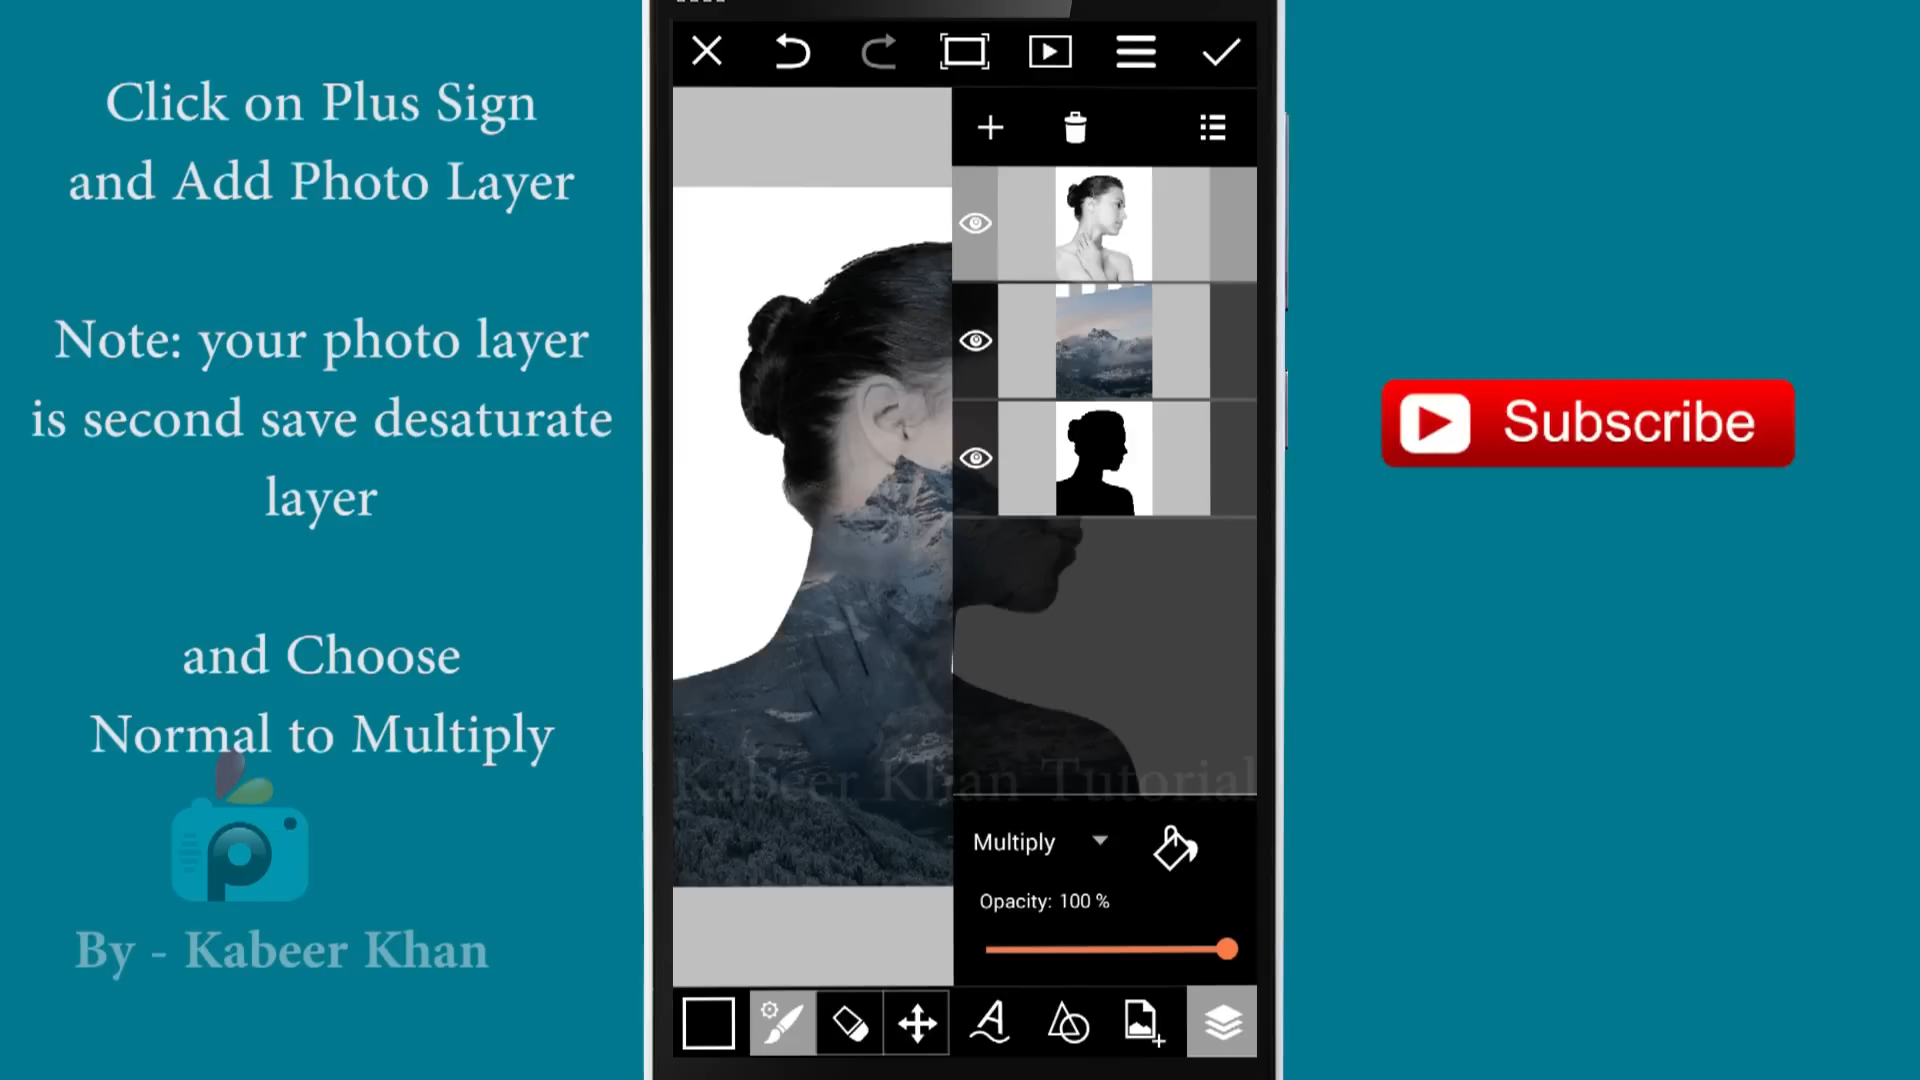 Click on Plus Sign
and Add Photo Layer
Note: your photo layer
is second save desaturate
layer
and Choose
Normal to Multiply
By - Kabeer Khan
Kabeer Khan Tutorial
Multiply
Opacity: 100 %
Subscribe